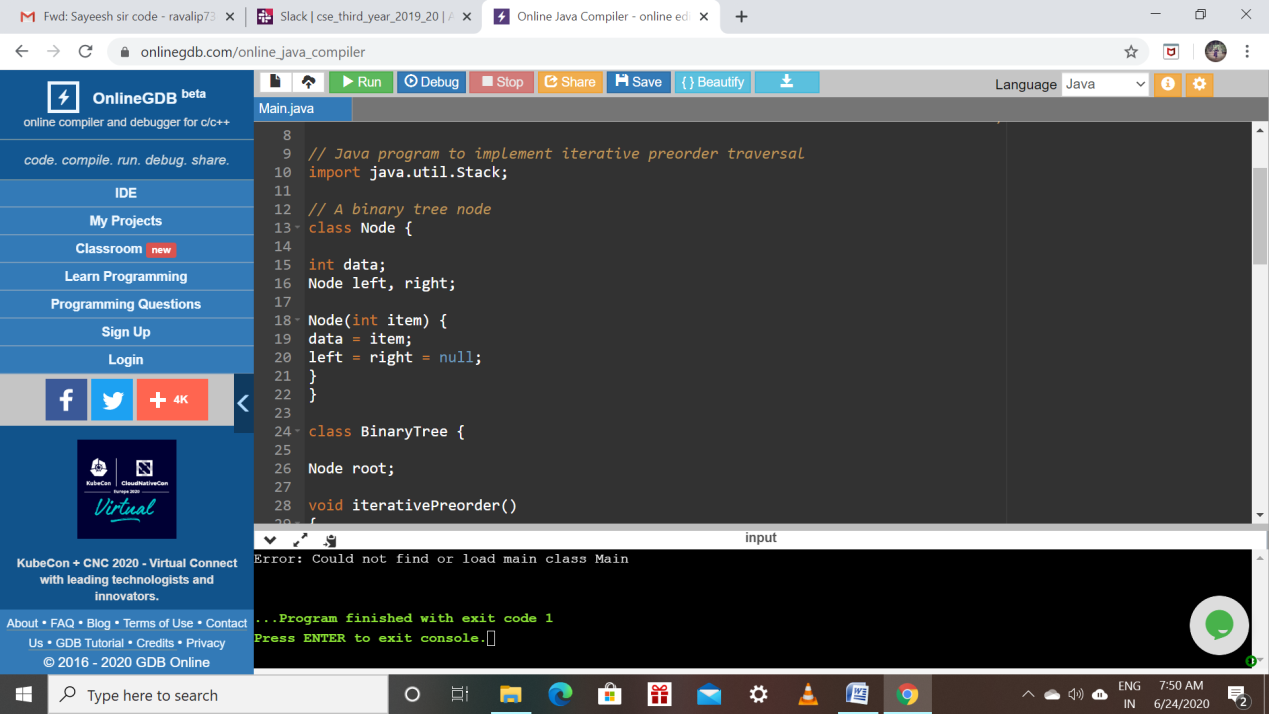 Fwd: Sayeesh sir code - ravalip73
Slack | cse_third_year_2019_20 | A
Online Java Compiler - online edi
onlinegdb.com/online_java_compiler
OnlineGDB beta
online compiler and debugger for c/c++
code. compile. run. debug. share.
IDE
My Projects
Classroom new
Learn Programming
Programming Questions
Sign Up
Login
4K
KubeCon CloudNativeCon
Europe 2020
Virtual
KubeCon + CNC 2020 - Virtual Connect
with leading technologists and
innovators.
About • FAQ • Blog • Terms of Use • Contact
Us • GDB Tutorial • Credits • Privacy
© 2016 - 2020 GDB Online
Run Debug Stop Share Save { } Beautify
Language Java
Main.java
8
9 // Java program to implement iterative preorder traversal
10 import java.util.Stack;
11
12 // A binary tree node
13 class Node {
14
15 int data;
16 Node left, right;
17
18 Node(int item) {
19 data = item;
20 left = right = null;
21 }
22 }
23
24 class BinaryTree {
25
26 Node root;
27
28 void iterativePreorder()
29 {
input
Error: Could not find or load main class Main
...Program finished with exit code 1
Press ENTER to exit console.
Type here to search
ENG
IN
7:50 AM
6/24/2020
2